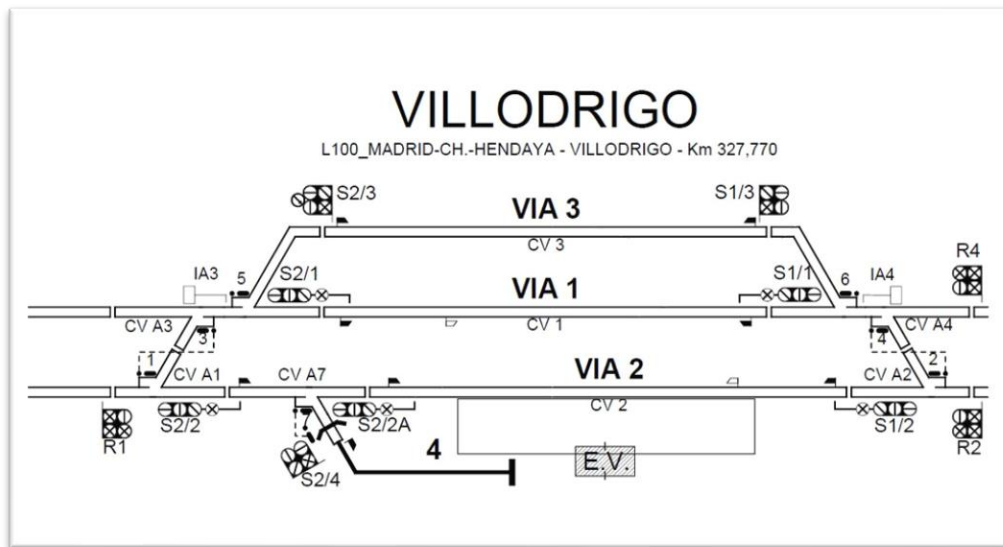 VILLODRIGO
L100_MADRID-CH.-HENDAYA - VILLODRIGO - Km 327,770
S2/3
VIA 3
S1/3
CV 3
R4
IA3
5
S2/1
VIA 1
S1/1
6
IA4
CV A3
3
CV 1
4
CV A4
1
CV A1
CV A7
VIA 2
CV A2
2
R1
S2/2
7
S2/2A
CV 2
S1/2
R2
S2/4
4
E.V.